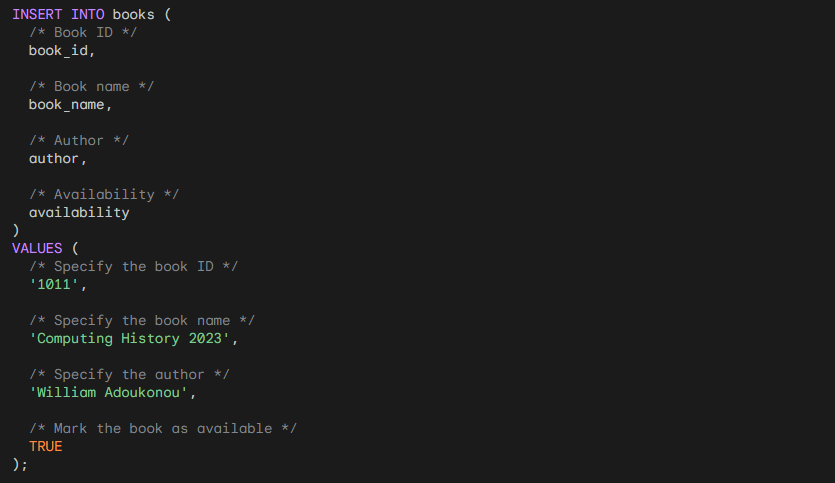 INSERT INTO books (
/* Book ID */
book_id,
/* Book name */
book_name,
/* Author */
author,
/* Availability */
availability
)
VALUES (
/* Specify the book ID */
'1011',
/* Specify the book name */
'Computing History 2023',
/* Specify the author */
'William Adoukonou',
/* Mark the book as available */
TRUE
);